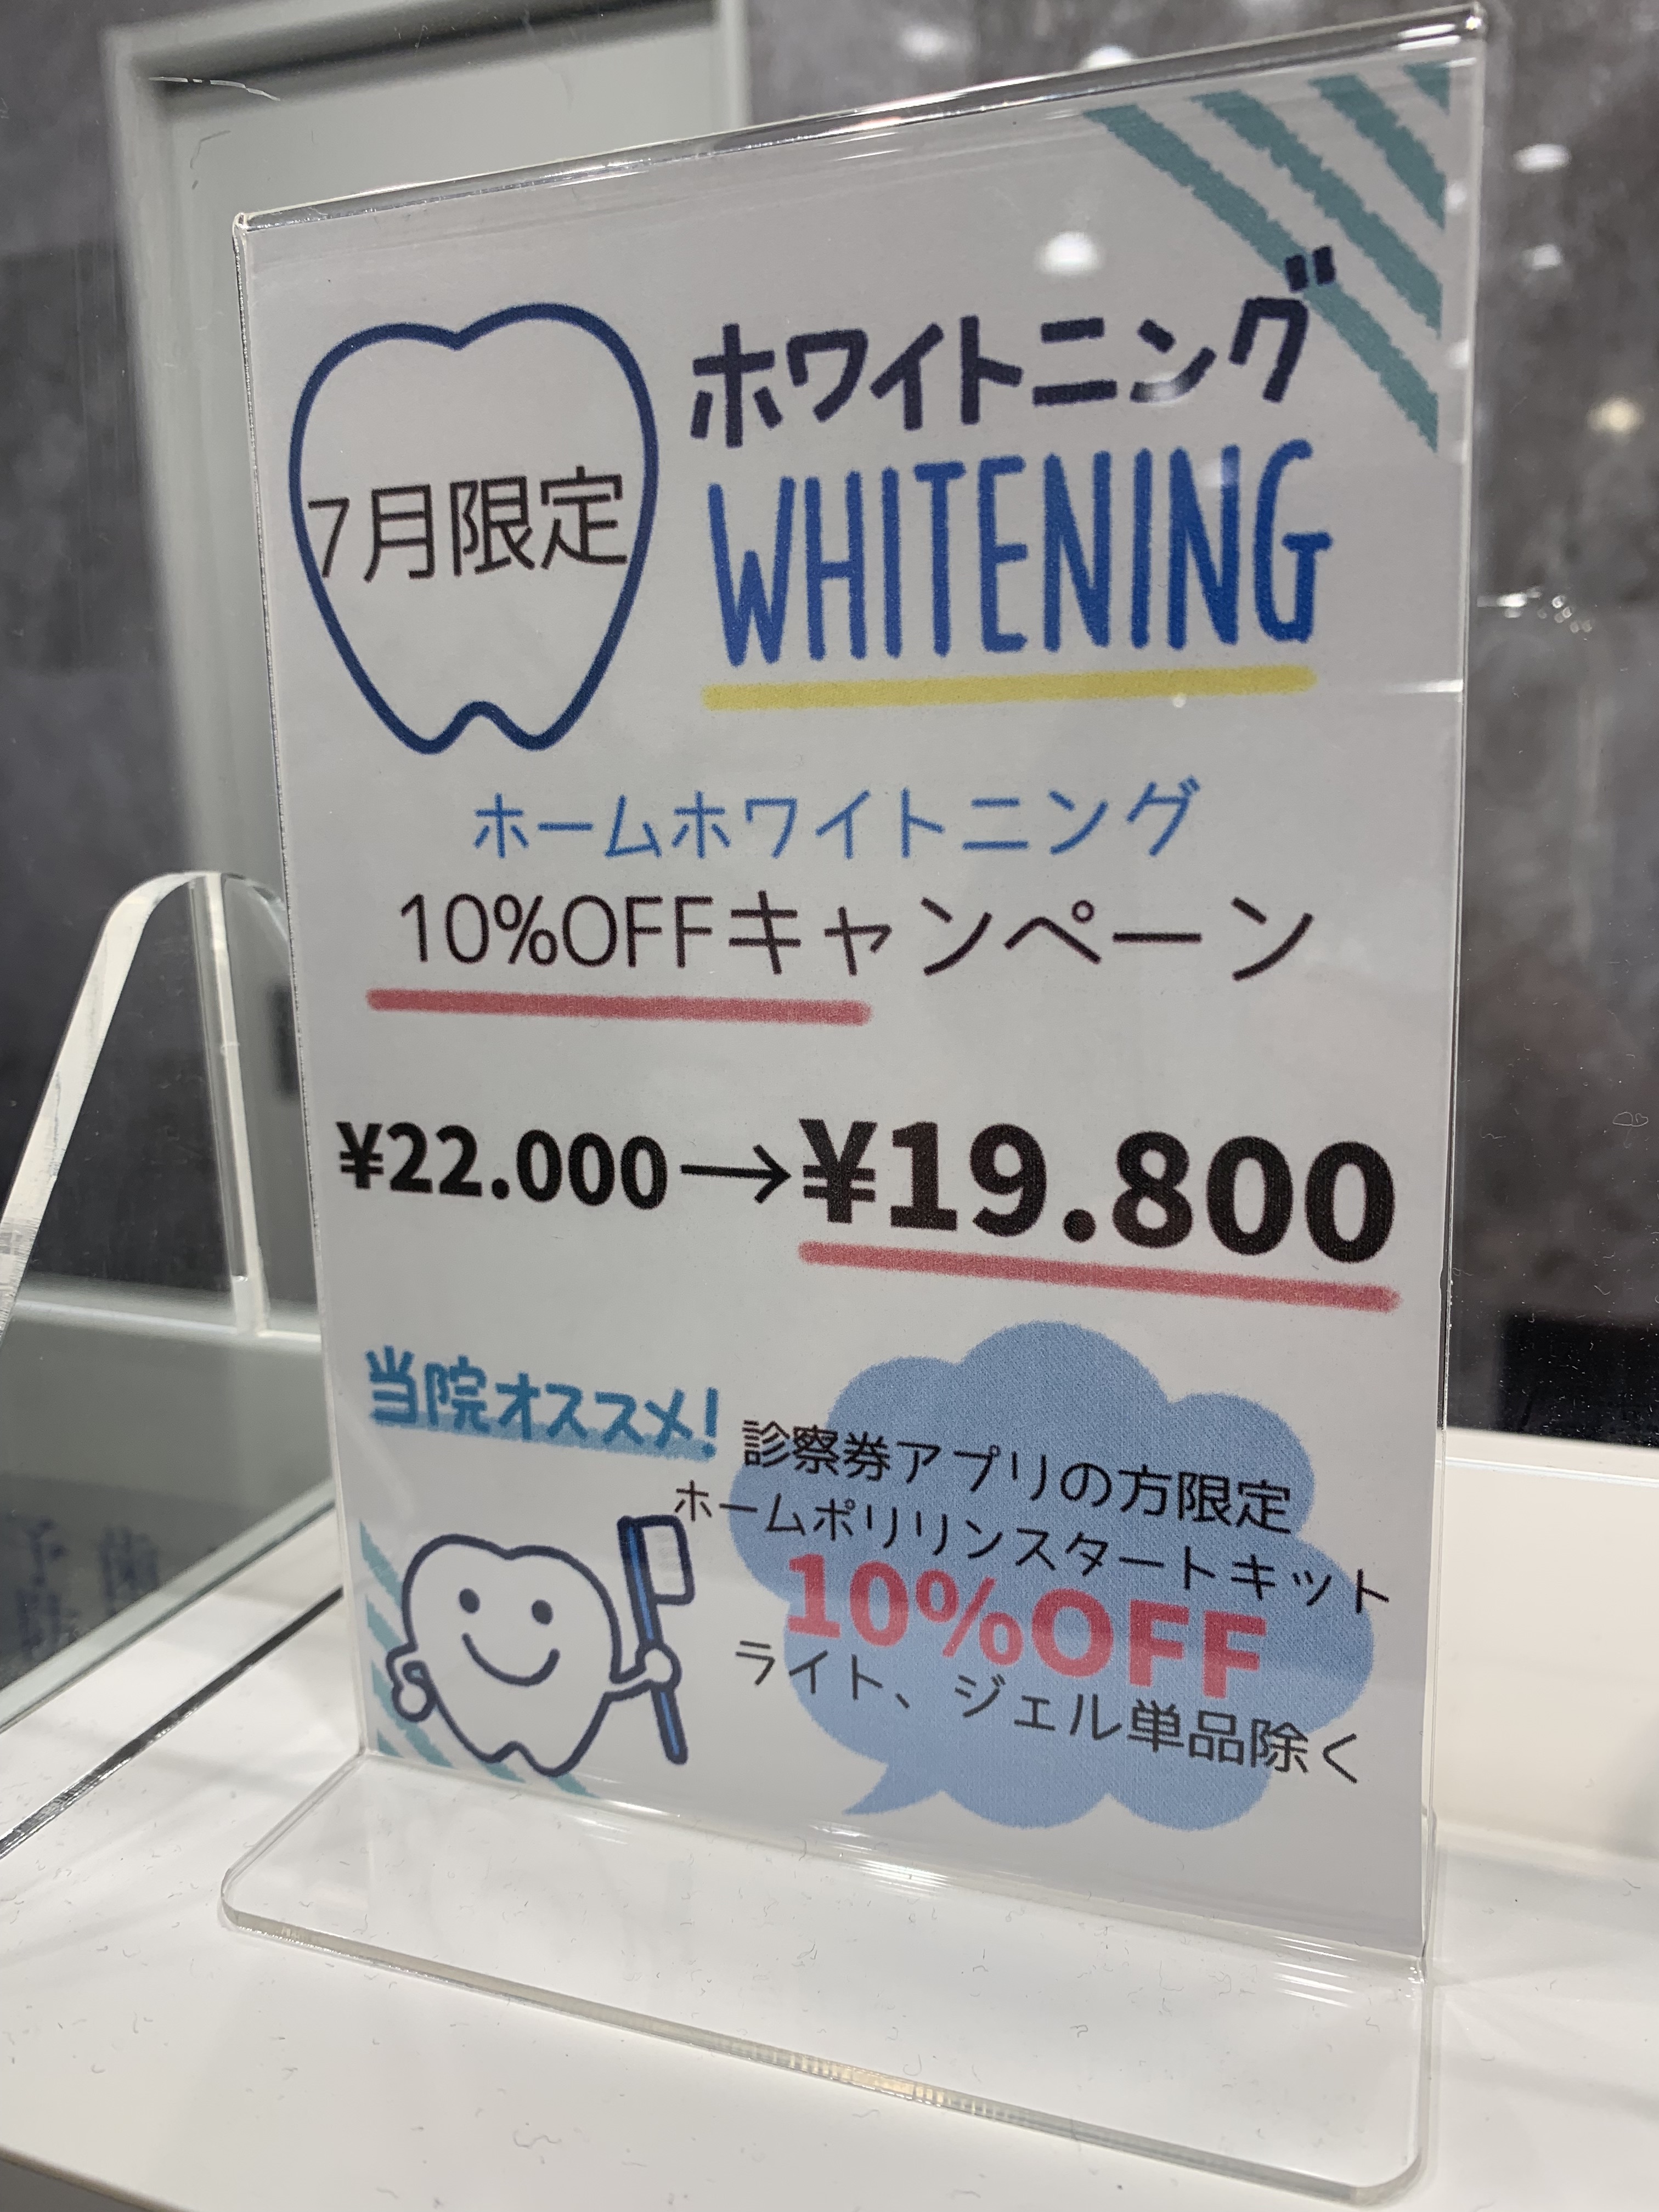 7月限定
ホワイトニング
WHITENING
ホームホワイトニング
10%OFFキャンペーン
¥22.000→¥19.800
当院オススメ!
診察券アプリの方限定
ホームポリリンスタートキット
10%OFF
ライト、ジェル単品除く